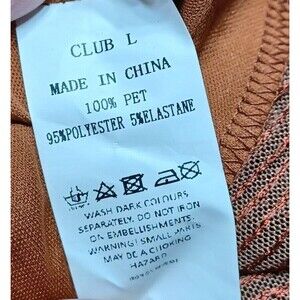 CLUB L
MADE IN CHINA
100% PET
95%POLYESTER 5%ELASTANE
WASH DARK COLOURS
SEPARATELY. DO NOT IRON
ON EMBELLISHMENTS.
WARNING! SMALL PARTS
MAY BE A CHOKING
HAZARD